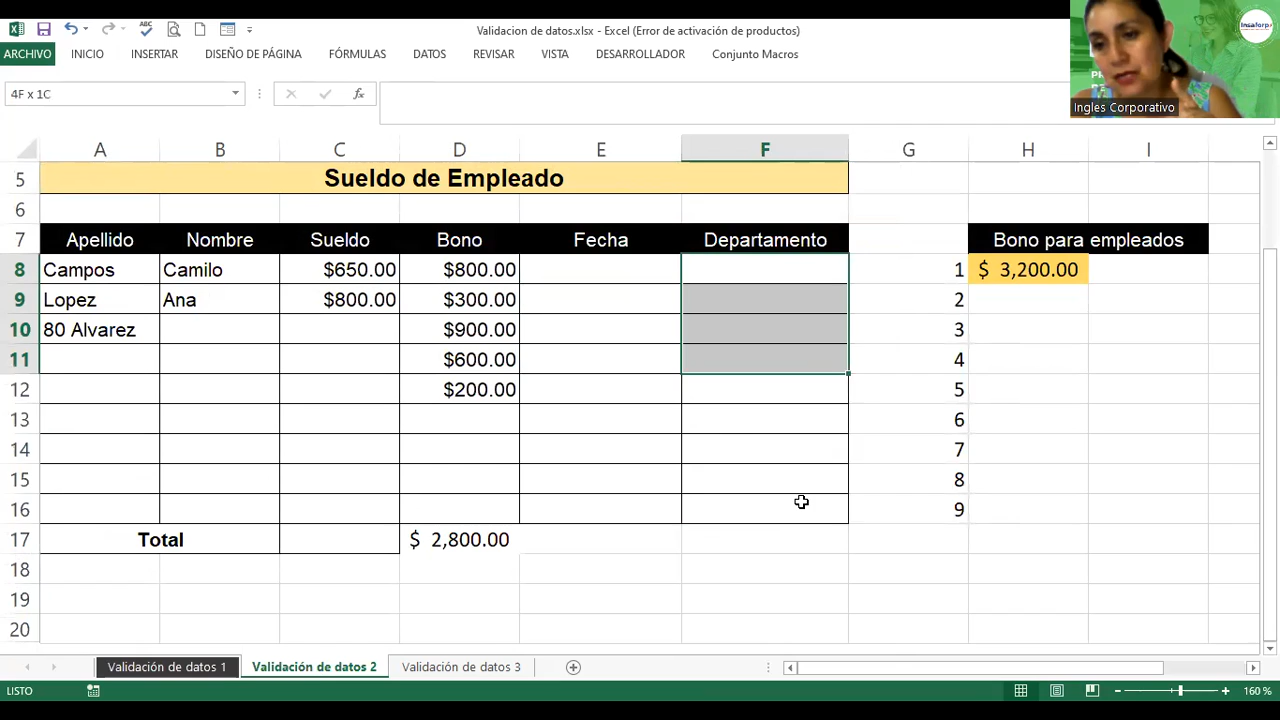 Validacion de datos.xlsx - Excel (Error de activación de productos)
ARCHIVO INICIO INSERTAR DISEÑO DE PÁGINA FÓRMULAS DATOS REVISAR VISTA DESARROLLADOR Conjunto Macros
Insaforp
Ingles Corporativo
4F x 1C fx
A B C D E F G H I
5 Sueldo de Empleado
6
7 Apellido Nombre Sueldo Bono Fecha Departamento Bono para empleados
8 Campos Camilo $650.00 $800.00 1 $ 3,200.00
9 Lopez Ana $800.00 $300.00 2
10 80 Alvarez $900.00 3
11 $600.00 4
12 $200.00 5
13 6
14 7
15 8
16 9
17 Total $ 2,800.00
18
19
20
Validación de datos 1 Validación de datos 2 Validación de datos 3
LISTO 160 %